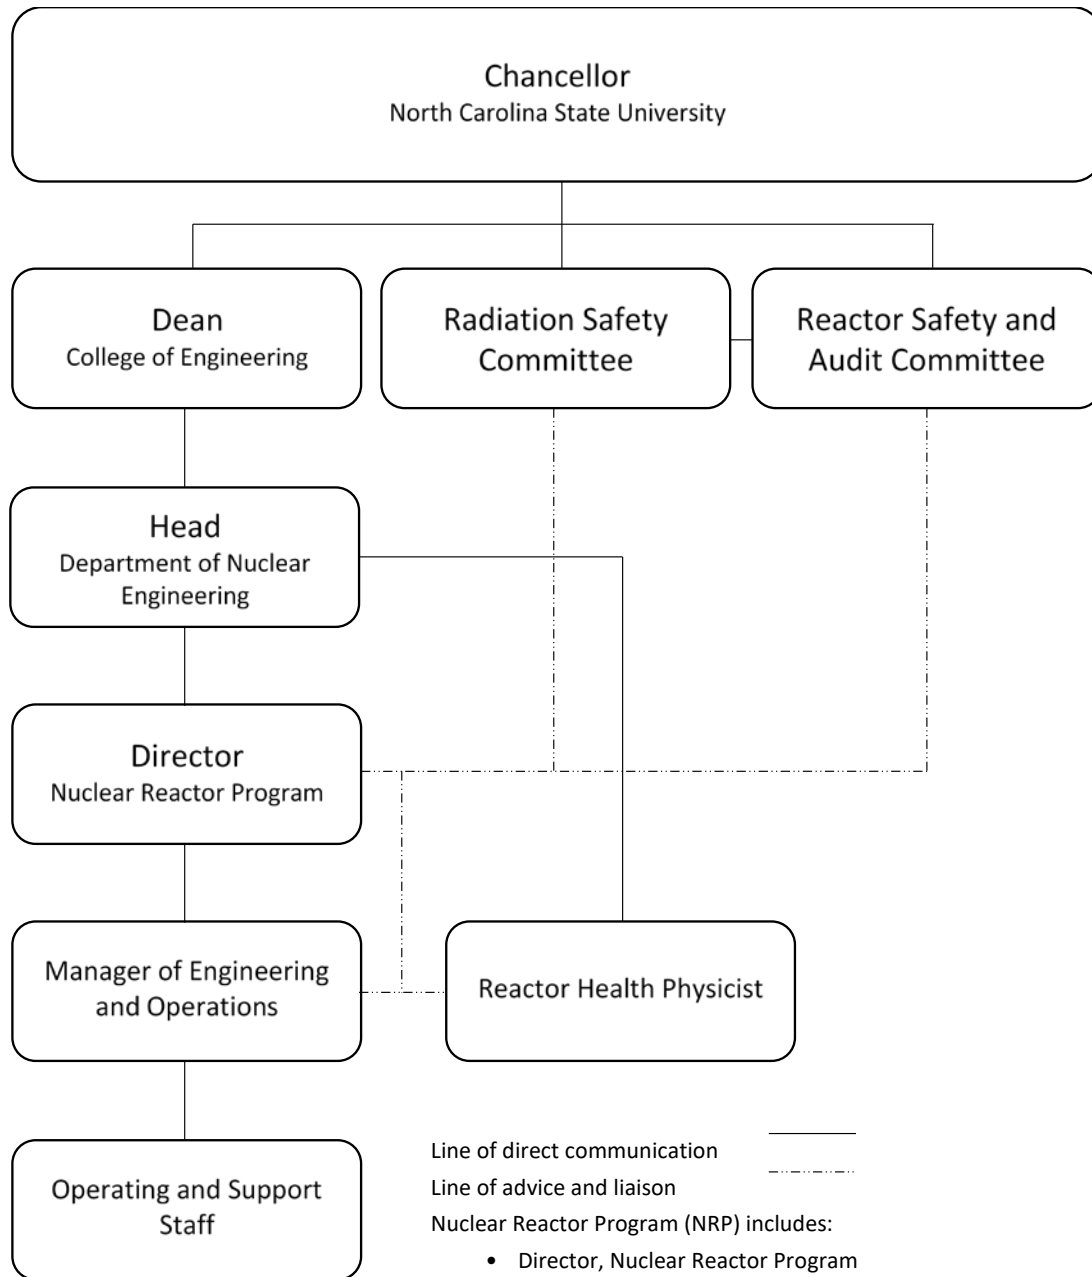 Chancellor
North Carolina State University
Dean
College of Engineering
Radiation Safety
Committee
Reactor Safety and
Audit Committee
Head
Department of Nuclear
Engineering
Director
Nuclear Reactor Program
Manager of Engineering
and Operations
Reactor Health Physicist
Operating and Support
Staff
Line of direct communication
Line of advice and liaison
Nuclear Reactor Program (NRP) includes:
• Director, Nuclear Reactor Program